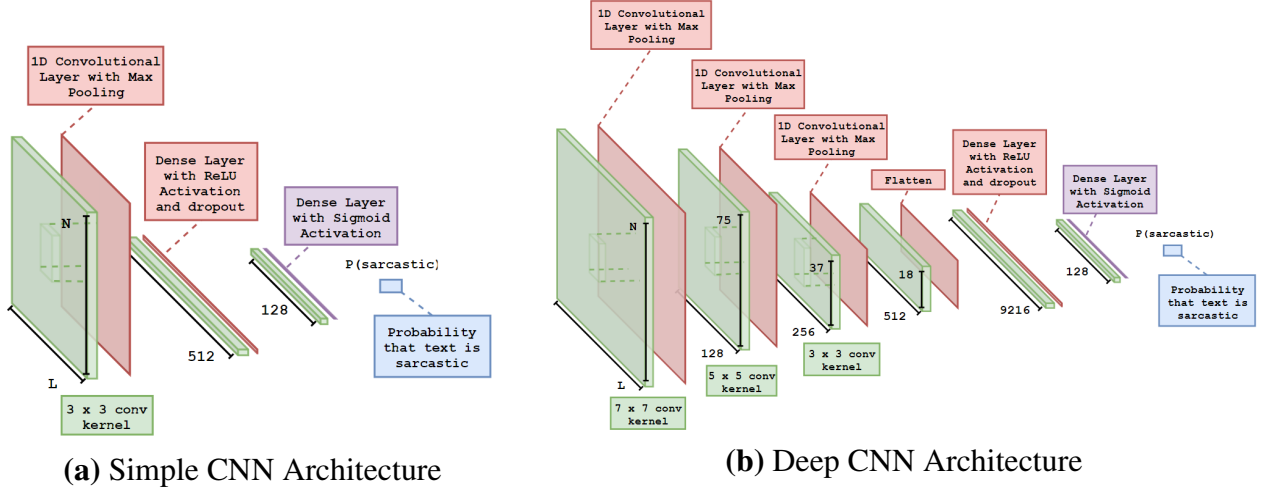 1D Convolutional
Layer with Max
Pooling
Dense Layer
with ReLU
Activation
and dropout
Dense Layer
with Sigmoid
Activation
P(sarcastic)
Probability
that text is
sarcastic
N
L
512
128
3 x 3 conv
kernel
(a) Simple CNN Architecture
1D Convolutional
Layer with Max
Pooling
1D Convolutional
Layer with Max
Pooling
1D Convolutional
Layer with Max
Pooling
Flatten
Dense Layer
with ReLU
Activation
and dropout
Dense Layer
with Sigmoid
Activation
P(sarcastic)
Probability
that text is
sarcastic
N
75
37
18
L
128
256
512
9216
128
7 x 7 conv
kernel
5 x 5 conv
kernel
3 x 3 conv
kernel
(b) Deep CNN Architecture